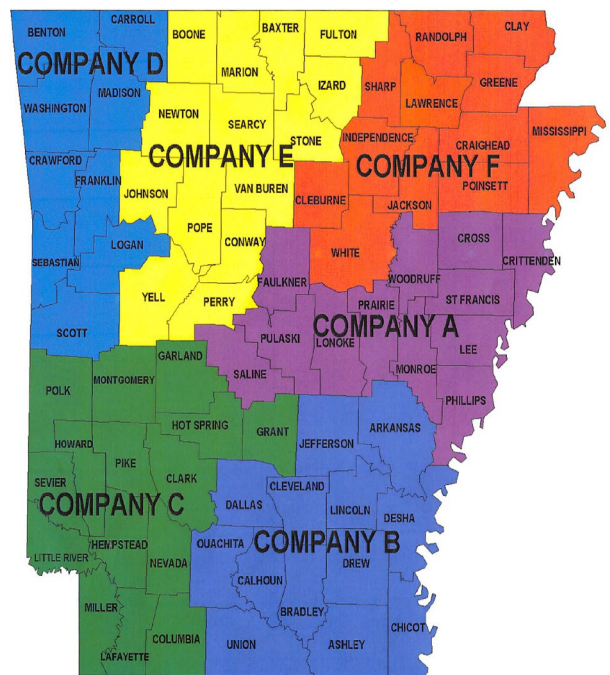 CARROLL
BENTON
BOONE
BAXTER
FULTON
RANDOLPH
CLAY
COMPANY D
MARION
IZARD
SHARP
GREENE
MADISON
WASHINGTON
LAWRENCE
NEWTON
SEARCY
STONE
INDEPENDENCE
MISSISSIPPI
CRAIGHEAD
COMPANY E
COMPANY F
CRAWFORD
FRANKLIN
JOHNSON
VAN BUREN
POINSETT
CLEBURNE
JACKSON
POPE
CONWAY
LOGAN
CROSS
SEBASTIAN
WHITE
CRITTENDEN
FAULKNER
WOODRUFF
YELL
PERRY
PRAIRIE
ST FRANCIS
COMPANY A
SCOTT
PULASKI
LONOKE
LEE
GARLAND
SALINE
MONROE
MONTGOMERY
POLK
PHILLIPS
HOT SPRING
GRANT
JEFFERSON
ARKANSAS
HOWARD
PIKE
CLARK
SEVIER
CLEVELAND
COMPANY C
DALLAS
LINCOLN
DESHA
HEMPSTEAD
OUACHITA
COMPANY B
LITTLE RIVER
NEVADA
DREW
CALHOUN
MILLER
BRADLEY
CHICOT
COLUMBIA
UNION
ASHLEY
LAFAYETTE